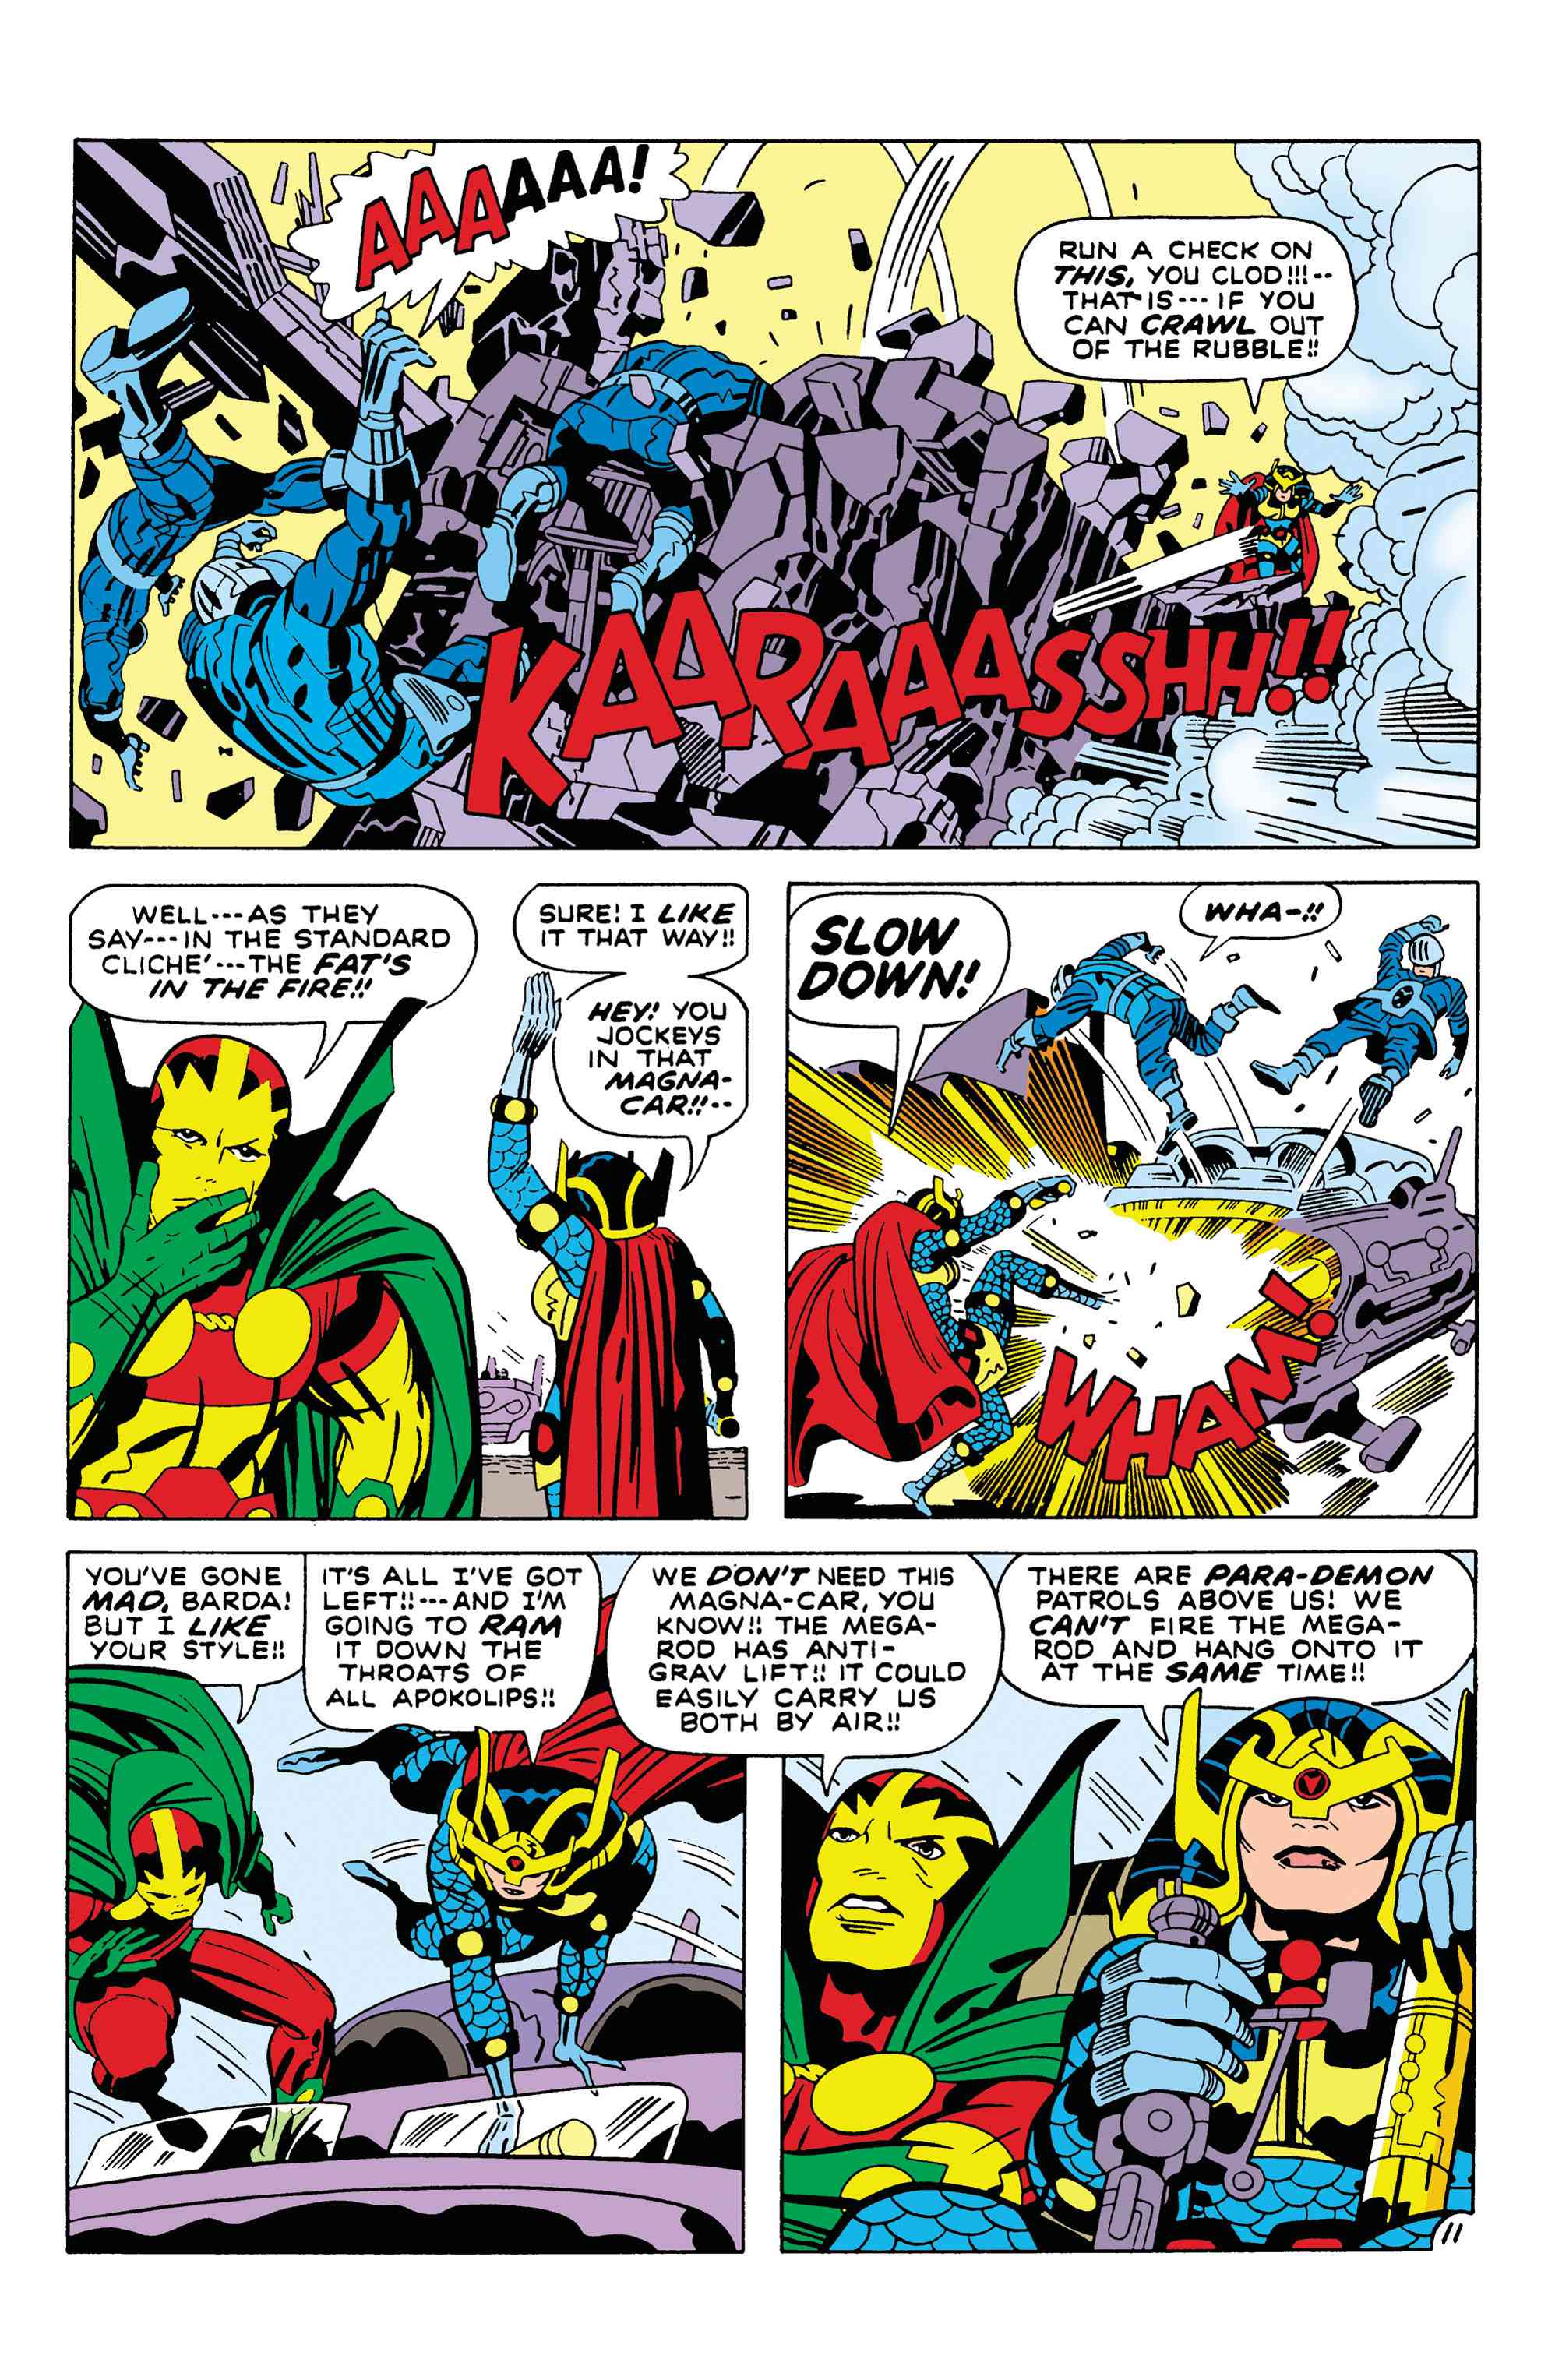 AAAAAAA!
RUN A CHECK ON
THIS, YOU CLOD!!!--
THAT IS--- IF YOU
CAN CRAWL OUT
OF THE RUBBLE!!
KAARAAAASSHH!!
WELL---AS THEY
SAY---IN THE STANDARD
CLICHE'---THE FAT'S
IN THE FIRE!!
SURE! I LIKE
IT THAT WAY!!
HEY! YOU
JOCKEYS
IN THAT
MAGNA-
CAR!!--
SLOW
DOWN!
WHA-!!
WHAM!
YOU'VE GONE
MAD, BARDA!
BUT I LIKE
YOUR STYLE!!
IT'S ALL I'VE GOT
LEFT!!---AND I'M
GOING TO RAM
IT DOWN THE
THROATS OF
ALL APOKOLIPS!!
WE DON'T NEED THIS
MAGNA-CAR, YOU
KNOW!! THE MEGA-
ROD HAS ANTI-
GRAV LIFT!! IT COULD
EASILY CARRY US
BOTH BY AIR!!
THERE ARE PARA-DEMON
PATROLS ABOVE US! WE
CAN'T FIRE THE MEGA-
ROD AND HANG ONTO IT
AT THE SAME TIME!!
11